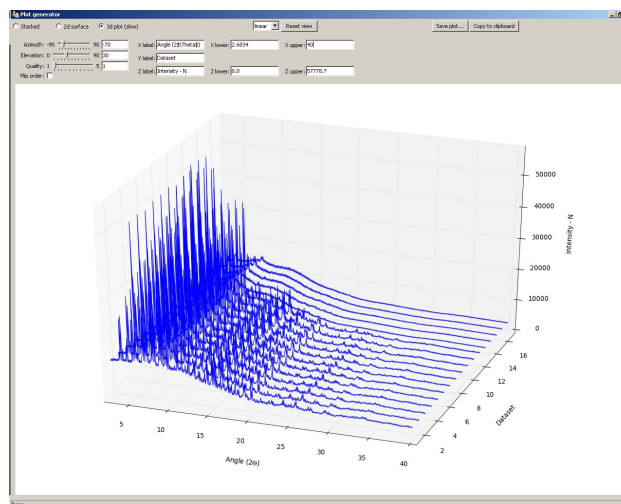 Plot generator
Stacked 2d surface 3d plot (slow) linear Reset view Save plot... Copy to clipboard
Azimuth: -90 90 -70 X label: Angle (2$\Theta$) X lower: 2.6834 X upper: 40
Elevation: 0 90 30 Y label: Dataset
Quality: 1 5 1 Z label: Intensity - N Z lower: 0.0 Z upper: 57778.7
Flip order:
50000
40000
30000
20000
10000
0
Intensity - N
16
14
12
10
8
6
4
2
Dataset
5
10
15
20
25
30
35
40
Angle (2Θ)